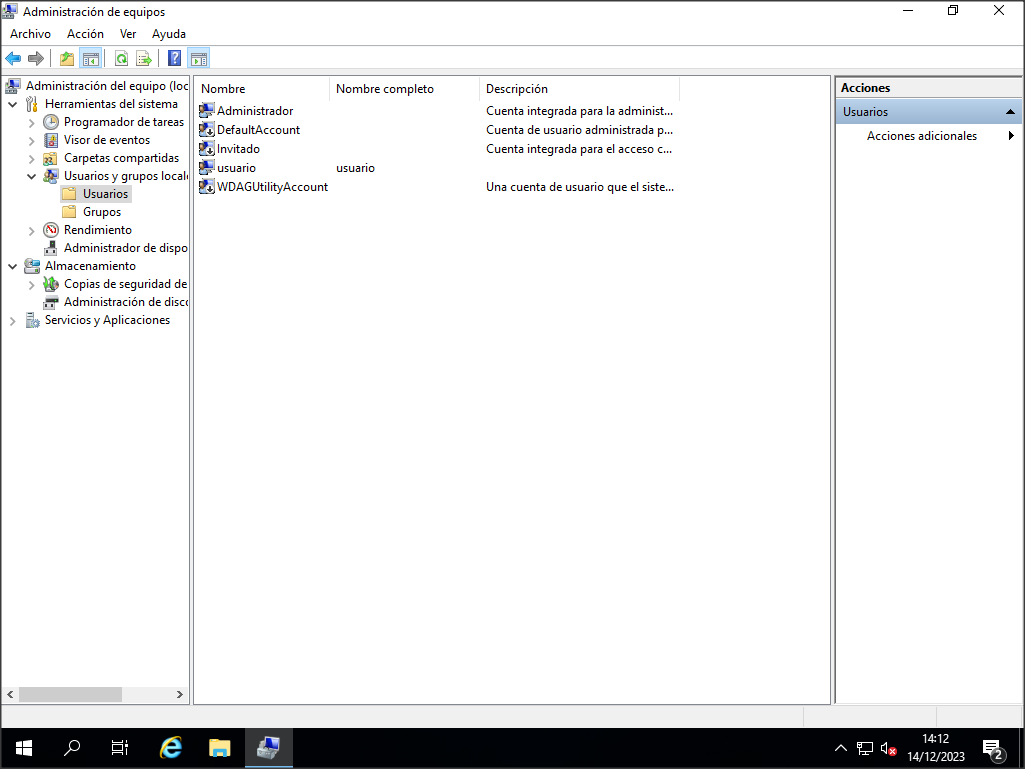 Administración de equipos
Archivo Acción Ver Ayuda
Administración del equipo (loc
Herramientas del sistema
Programador de tareas
Visor de eventos
Carpetas compartidas
Usuarios y grupos locale
Usuarios
Grupos
Rendimiento
Administrador de dispo
Almacenamiento
Copias de seguridad de
Administración de disco
Servicios y Aplicaciones
Nombre Nombre completo Descripción
Administrador Cuenta integrada para la administ...
DefaultAccount Cuenta de usuario administrada p...
Invitado Cuenta integrada para el acceso c...
usuario usuario
WDAGUtilityAccount Una cuenta de usuario que el siste...
Acciones
Usuarios
Acciones adicionales
14:12
14/12/2023
2